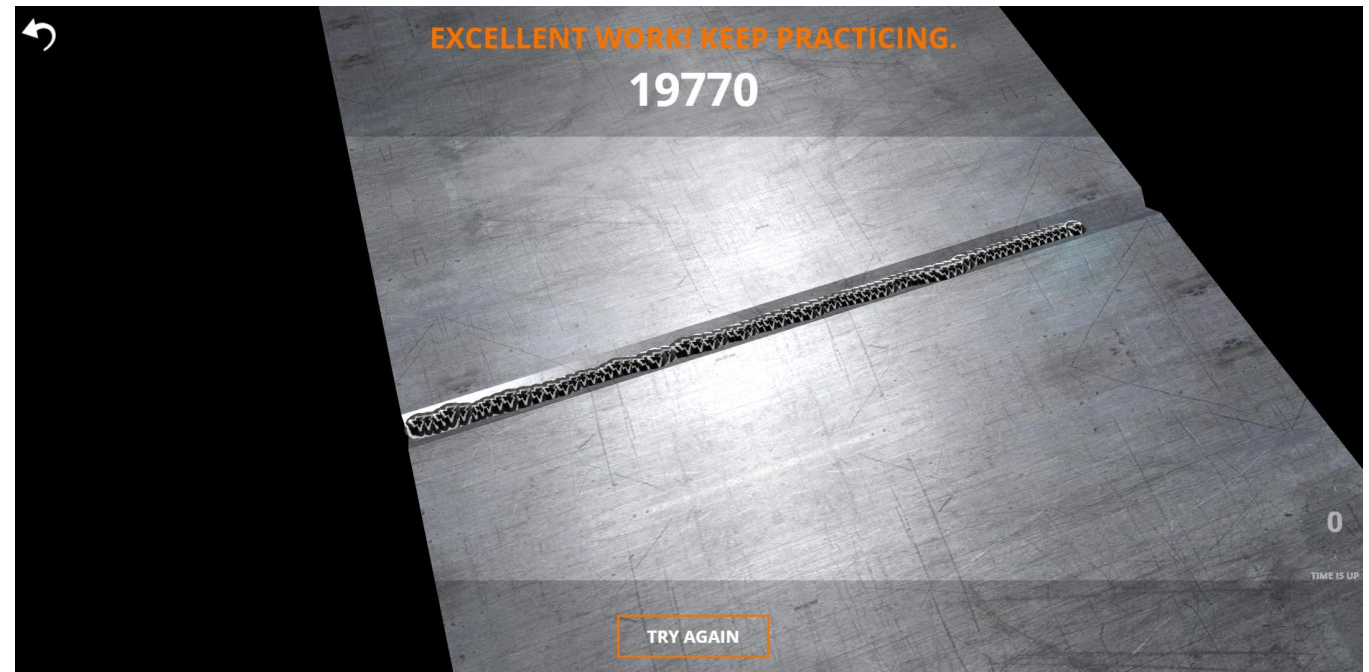 EXCELLENT WORK! KEEP PRACTICING.
19770
0
TIME IS UP
TRY AGAIN